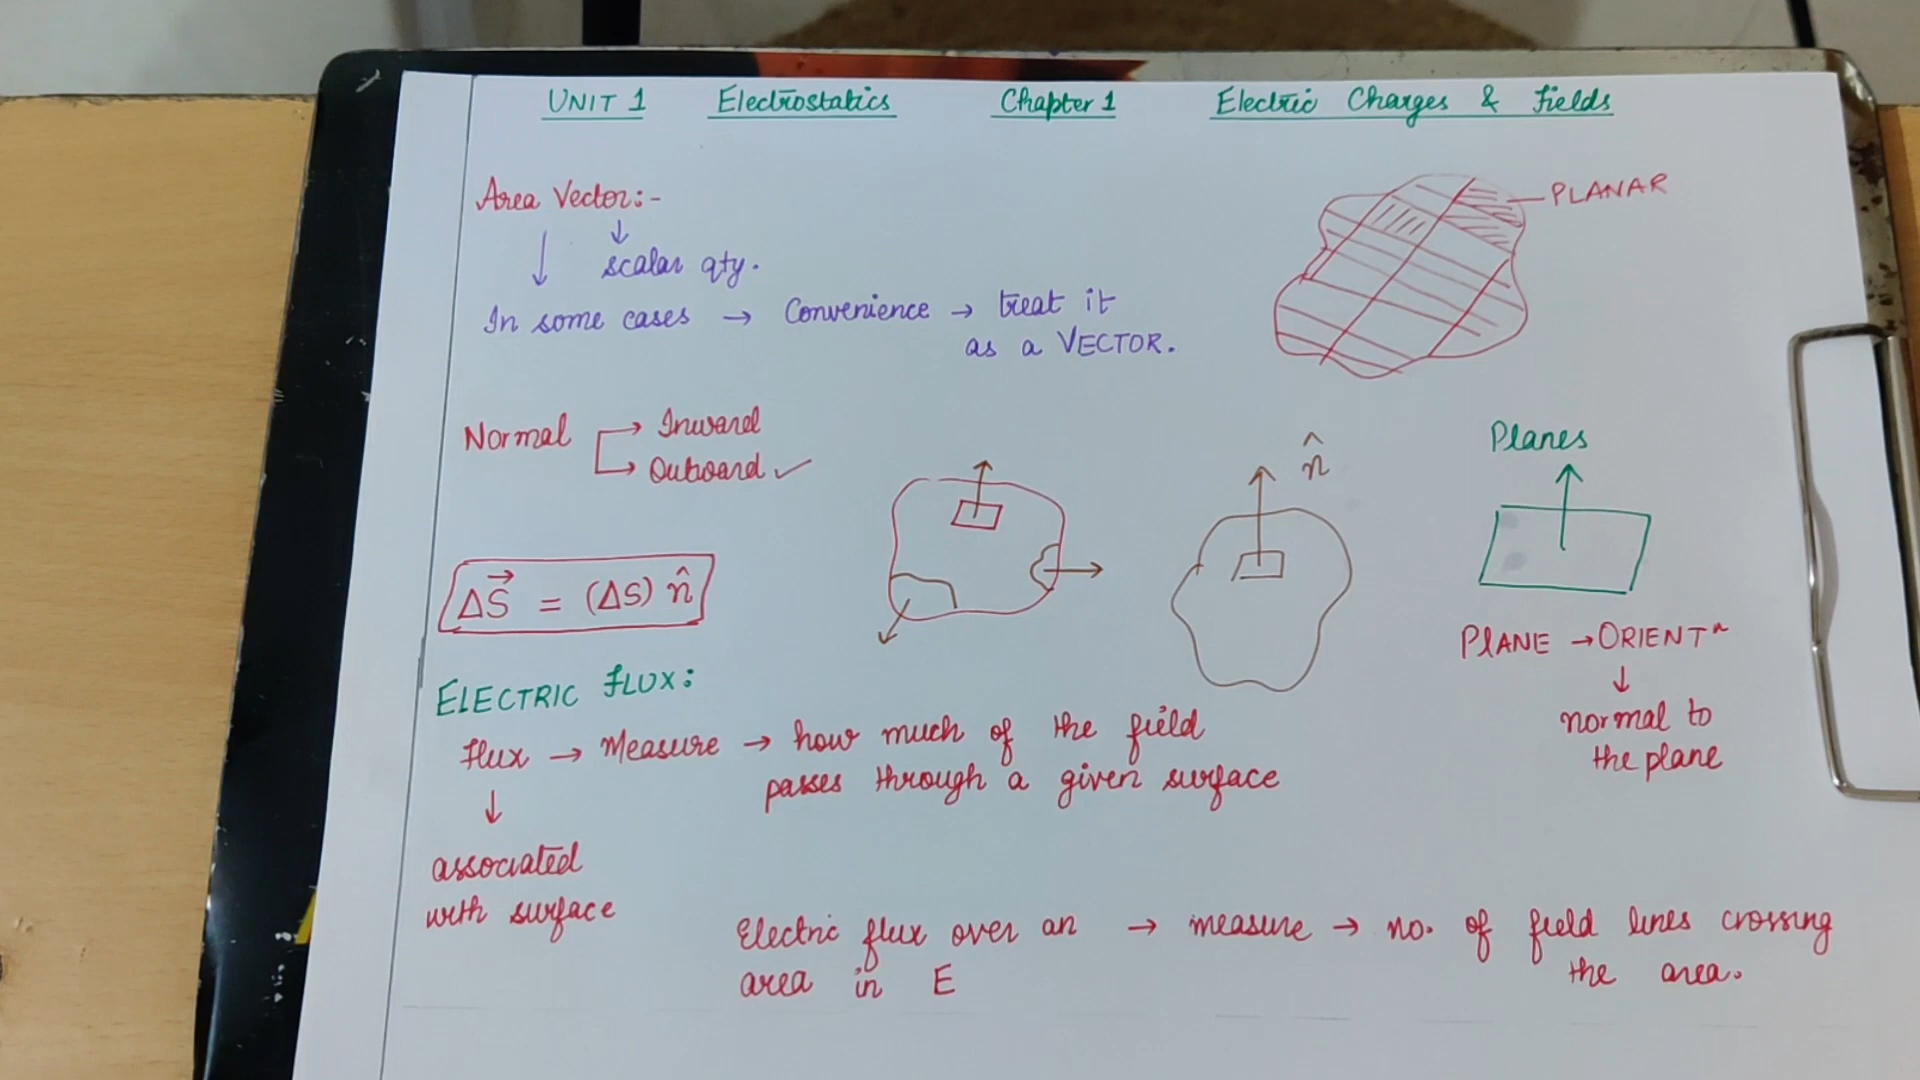 UNIT 1 Electrostatics Chapter 1 Electric Charges & Fields
Area Vector:-
scalar qty.
In some cases → Convenience → treat it
as a VECTOR.
PLANAR
Normal → Inward
→ Outward ✓
n̂
Planes
ΔS⃗ = (ΔS) n̂
PLANE → ORIENTⁿ
normal to
the plane
ELECTRIC FLUX:
Flux → Measure → how much of the field
passes through a given surface
associated
with surface
Electric flux over an → measure → no. of field lines crossing
area in E the area.